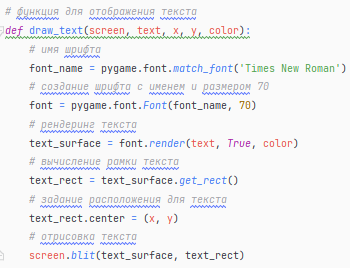 # функция для отображения текста
def draw_text(screen, text, x, y, color):
# имя шрифта
font_name = pygame.font.match_font('Times New Roman')
# создание шрифта с именем и размером 70
font = pygame.font.Font(font_name, 70)
# рендеринг текста
text_surface = font.render(text, True, color)
# вычисление рамки текста
text_rect = text_surface.get_rect()
# задание расположения для текста
text_rect.center = (x, y)
# отрисовка текста
screen.blit(text_surface, text_rect)